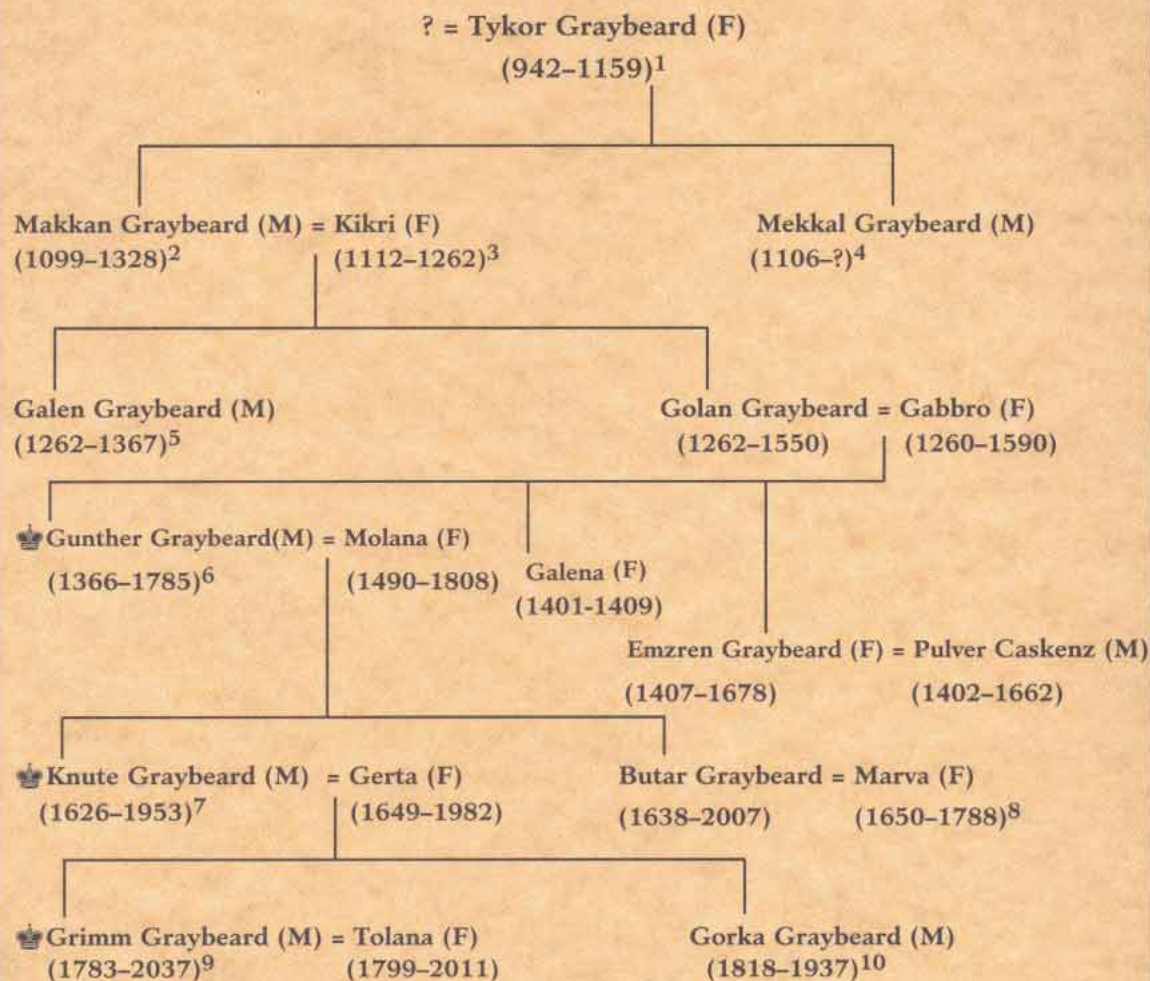 ? = Tykor Graybeard (F)
(942–1159)1
Makkan Graybeard (M) = Kikri (F)
(1099–1328)2 (1112–1262)3
Mekkal Graybeard (M)
(1106–?)4
Galen Graybeard (M)
(1262–1367)5
Golan Graybeard = Gabbro (F)
(1262–1550) (1260–1590)
Gunther Graybeard(M) = Molana (F)
(1366–1785)6 (1490–1808)
Galena (F)
(1401-1409)
Emzren Graybeard (F) = Pulver Caskenz (M)
(1407–1678) (1402–1662)
Knute Graybeard (M) = Gerta (F)
(1626–1953)7 (1649–1982)
Butar Graybeard = Marva (F)
(1638–2007) (1650–1788)8
Grimm Graybeard (M) = Tolana (F)
(1783–2037)9 (1799–2011)
Gorka Graybeard (M)
(1818–1937)10